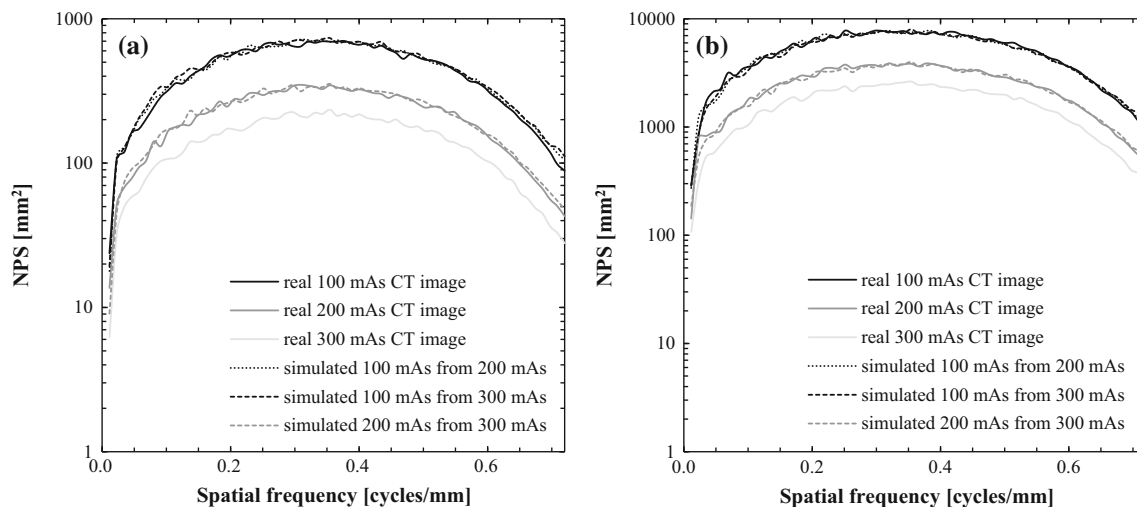 1000
(a)
100
NPS [mm²]
10
real 100 mAs CT image
real 200 mAs CT image
real 300 mAs CT image
simulated 100 mAs from 200 mAs
simulated 100 mAs from 300 mAs
simulated 200 mAs from 300 mAs
1
0.0 0.2 0.4 0.6
Spatial frequency [cycles/mm]
10000
(b)
1000
NPS [mm²]
100
real 100 mAs CT image
real 200 mAs CT image
real 300 mAs CT image
10
simulated 100 mAs from 200 mAs
simulated 100 mAs from 300 mAs
simulated 200 mAs from 300 mAs
1
0.0 0.2 0.4 0.6
Spatial frequency [cycles/mm]